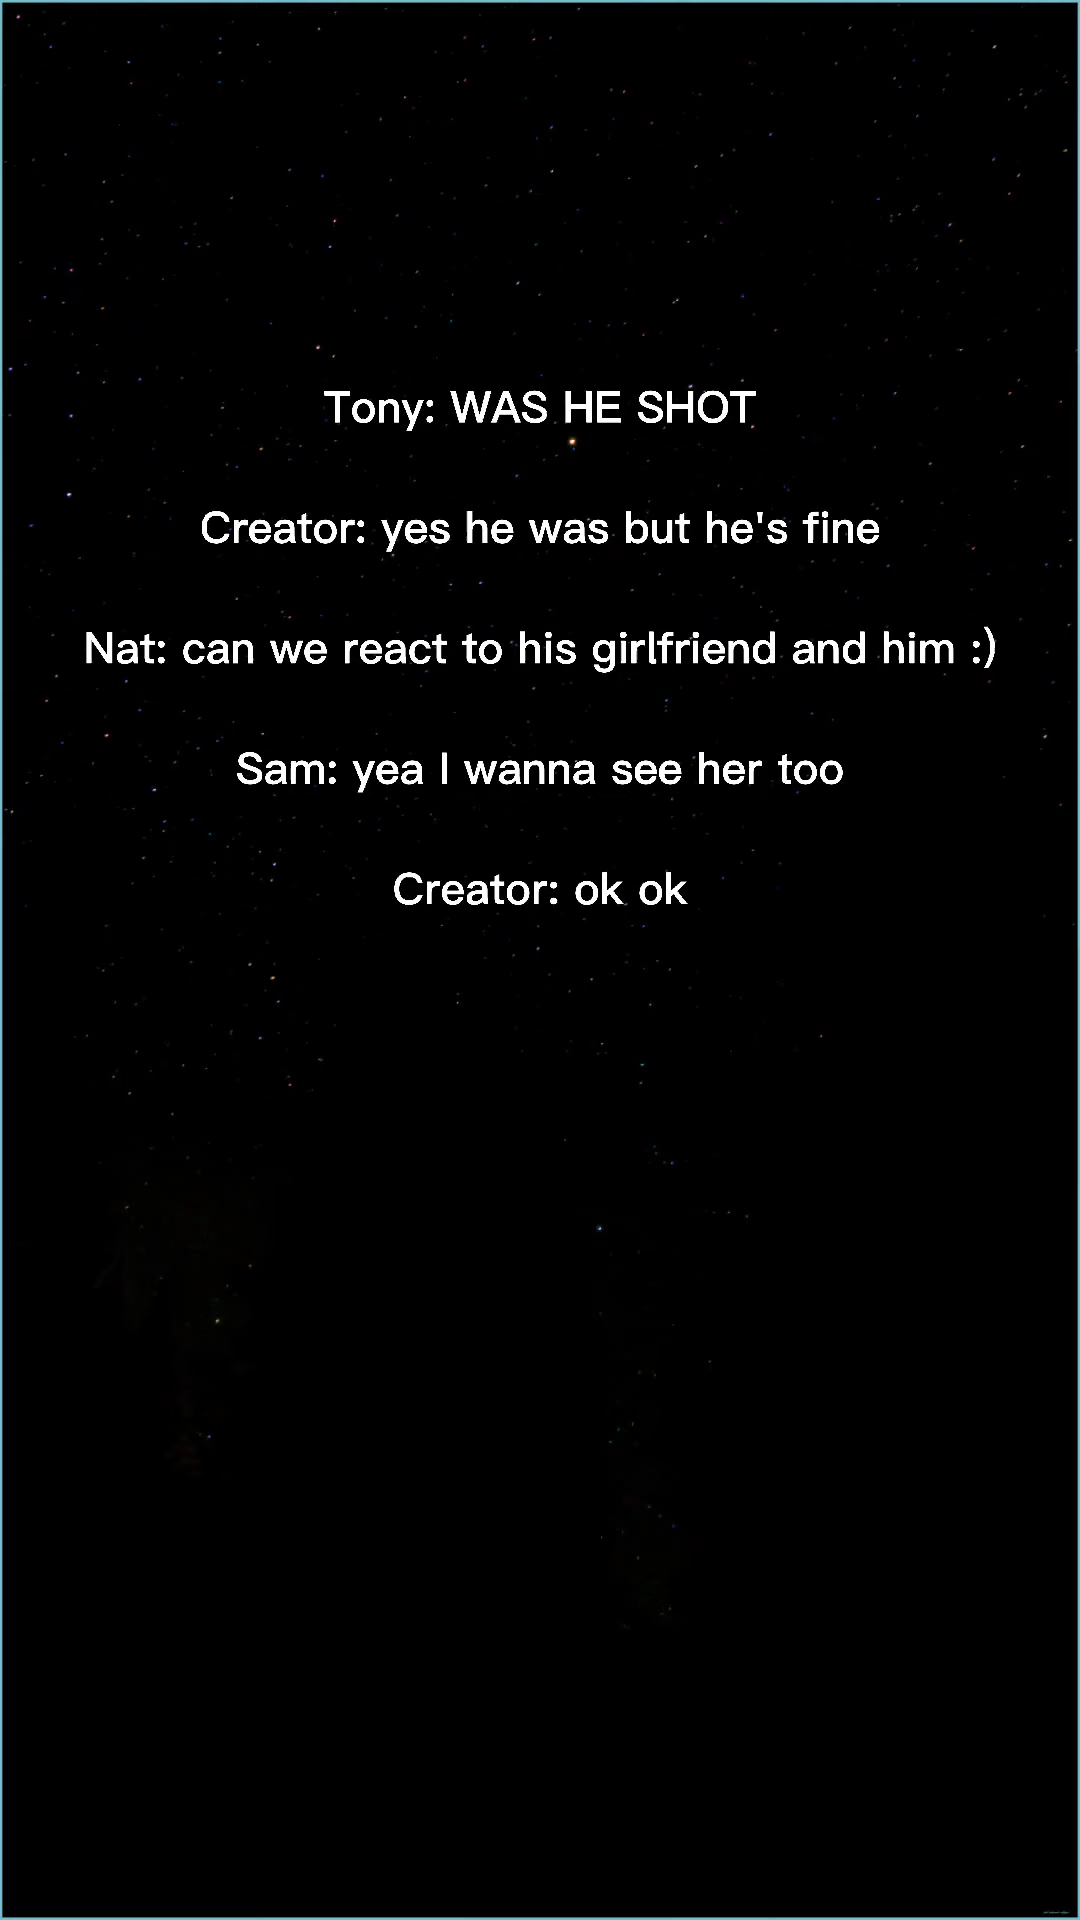 Tony: WAS HE SHOT
Creator: yes he was but he's fine
Nat: can we react to his girlfriend and him :)
Sam: yea I wanna see her too
Creator: ok ok